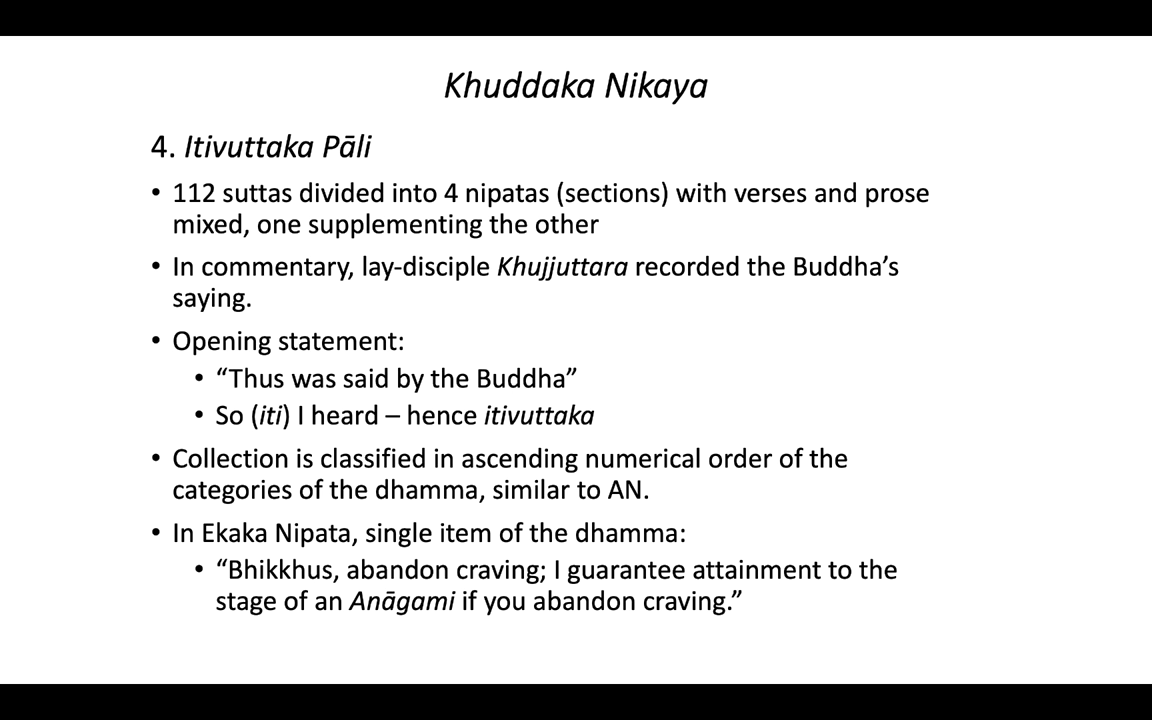 Khuddaka Nikaya
4. Itivuttaka Pāli
• 112 suttas divided into 4 nipatas (sections) with verses and prose
mixed, one supplementing the other
• In commentary, lay-disciple Khujjuttara recorded the Buddha’s
saying.
• Opening statement:
• “Thus was said by the Buddha”
• So (iti) I heard – hence itivuttaka
• Collection is classified in ascending numerical order of the
categories of the dhamma, similar to AN.
• In Ekaka Nipata, single item of the dhamma:
• “Bhikkhus, abandon craving; I guarantee attainment to the
stage of an Anāgami if you abandon craving.”